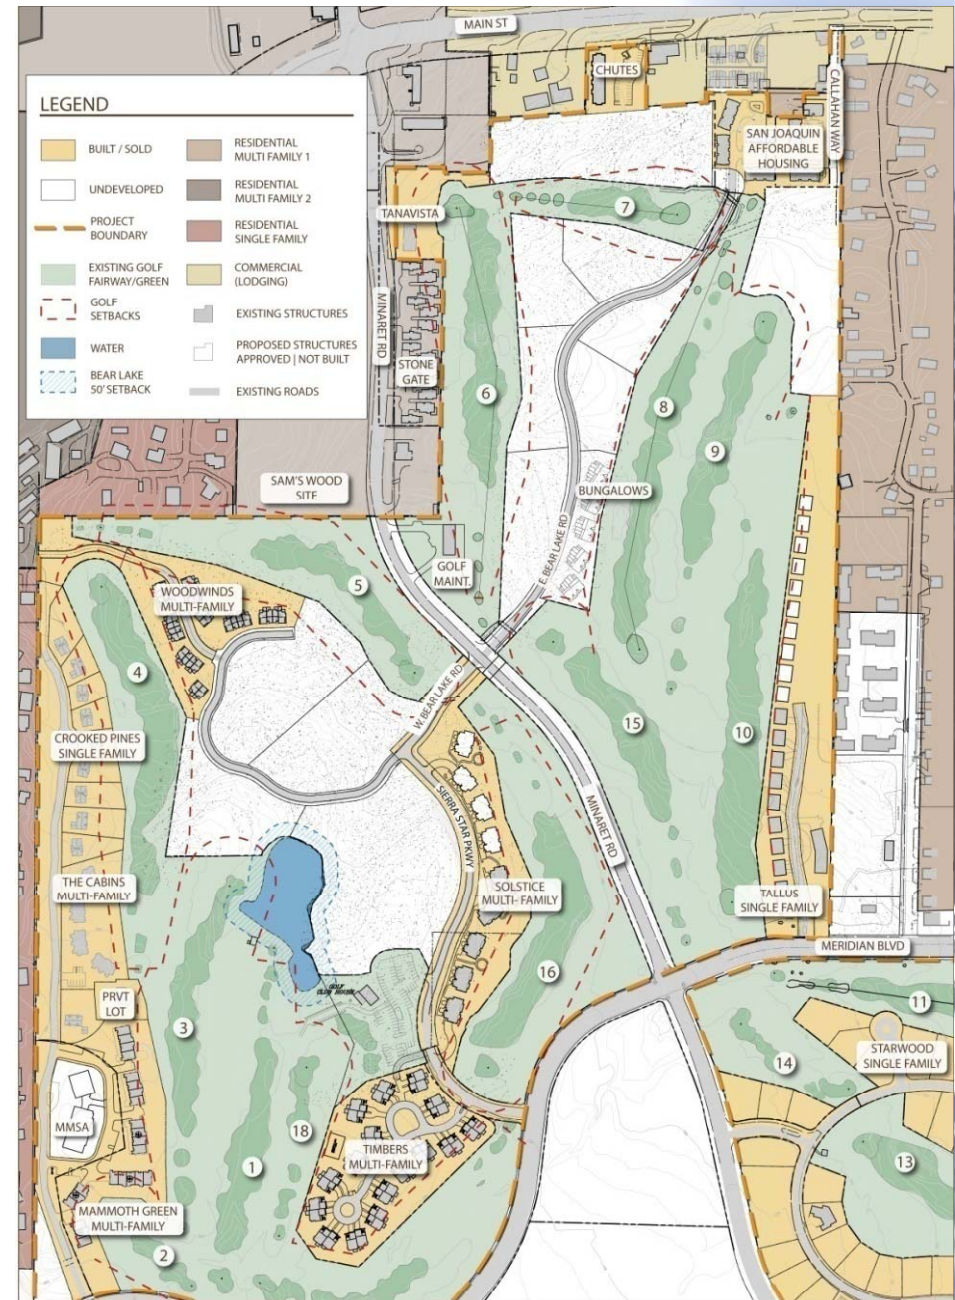 MAIN ST
CHUTES
CALLAHAN WAY
SAN JOAQUIN
AFFORDABLE
HOUSING
LEGEND
BUILT / SOLD
UNDEVELOPED
PROJECT
BOUNDARY
EXISTING GOLF
FAIRWAY/GREEN
GOLF
SETBACKS
WATER
BEAR LAKE
50' SETBACK
RESIDENTIAL
MULTI FAMILY 1
RESIDENTIAL
MULTI FAMILY 2
RESIDENTIAL
SINGLE FAMILY
COMMERCIAL
(LODGING)
EXISTING STRUCTURES
PROPOSED STRUCTURES
APPROVED | NOT BUILT
EXISTING ROADS
TANAVISTA
7
MINARET RD
STONE
GATE
6
8
9
SAM'S WOOD
SITE
BUNGALOWS
E. BEAR LAKE RD
GOLF
MAINT.
5
WOODWINDS
MULTI-FAMILY
4
W. BEAR LAKE RD
CROOKED PINES
SINGLE FAMILY
15
10
SIERRA STAR PKWY
MINARET RD
THE CABINS
MULTI-FAMILY
SOLSTICE
MULTI- FAMILY
TALLUS
SINGLE FAMILY
MERIDIAN BLVD
16
GOLF
CLUB HOUSE
PRVT
LOT
3
11
14
STARWOOD
SINGLE FAMILY
MMSA
18
1
TIMBERS
MULTI-FAMILY
13
MAMMOTH GREEN
MULTI-FAMILY
2